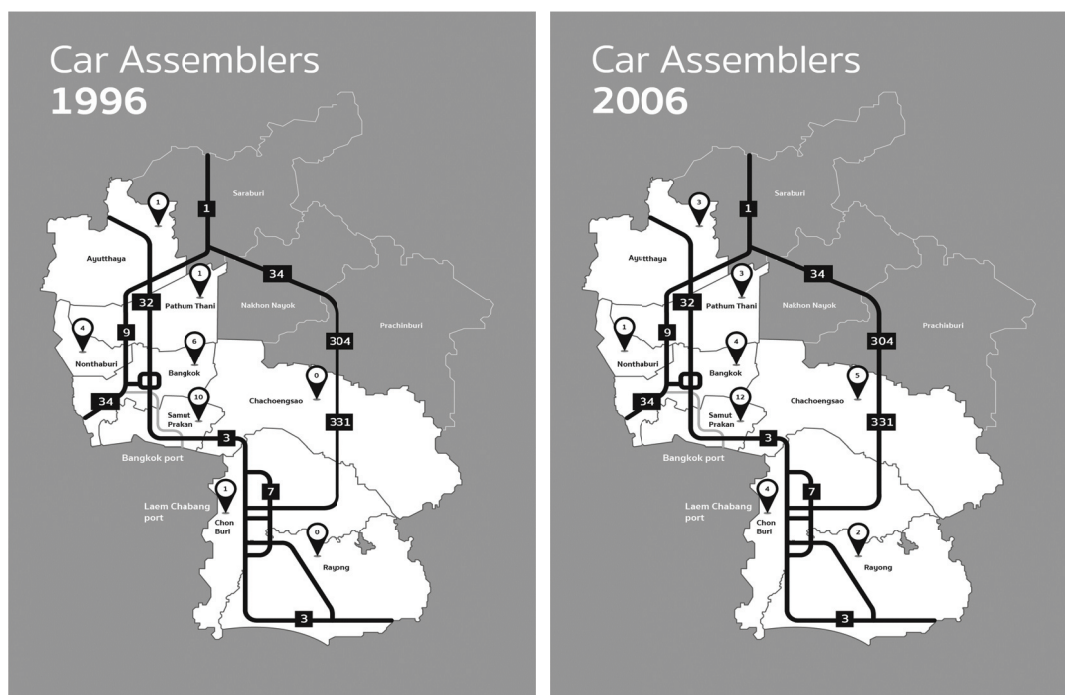 Car Assemblers
1996
Saraburi
1
1
Ayutthaya
1
34
32
Pathum Thani
Nakhon Nayok
4
9
6
Prachinburi
304
Nonthaburi
Bangkok
0
34
10
Chachoengsao
Samut
Prakan
331
3
Bangkok port
1
7
Laem Chabang
port
Chon
Buri
0
Rayong
3
Car Assemblers
2006
Saraburi
3
1
Ayutthaya
3
34
32
Pathum Thani
Nakhon Nayok
1
9
4
Prachinburi
304
Nonthaburi
Bangkok
5
34
12
Chachoengsao
Samut
Prakan
331
3
Bangkok port
4
7
Laem Chabang
port
Chon
Buri
2
Rayong
3